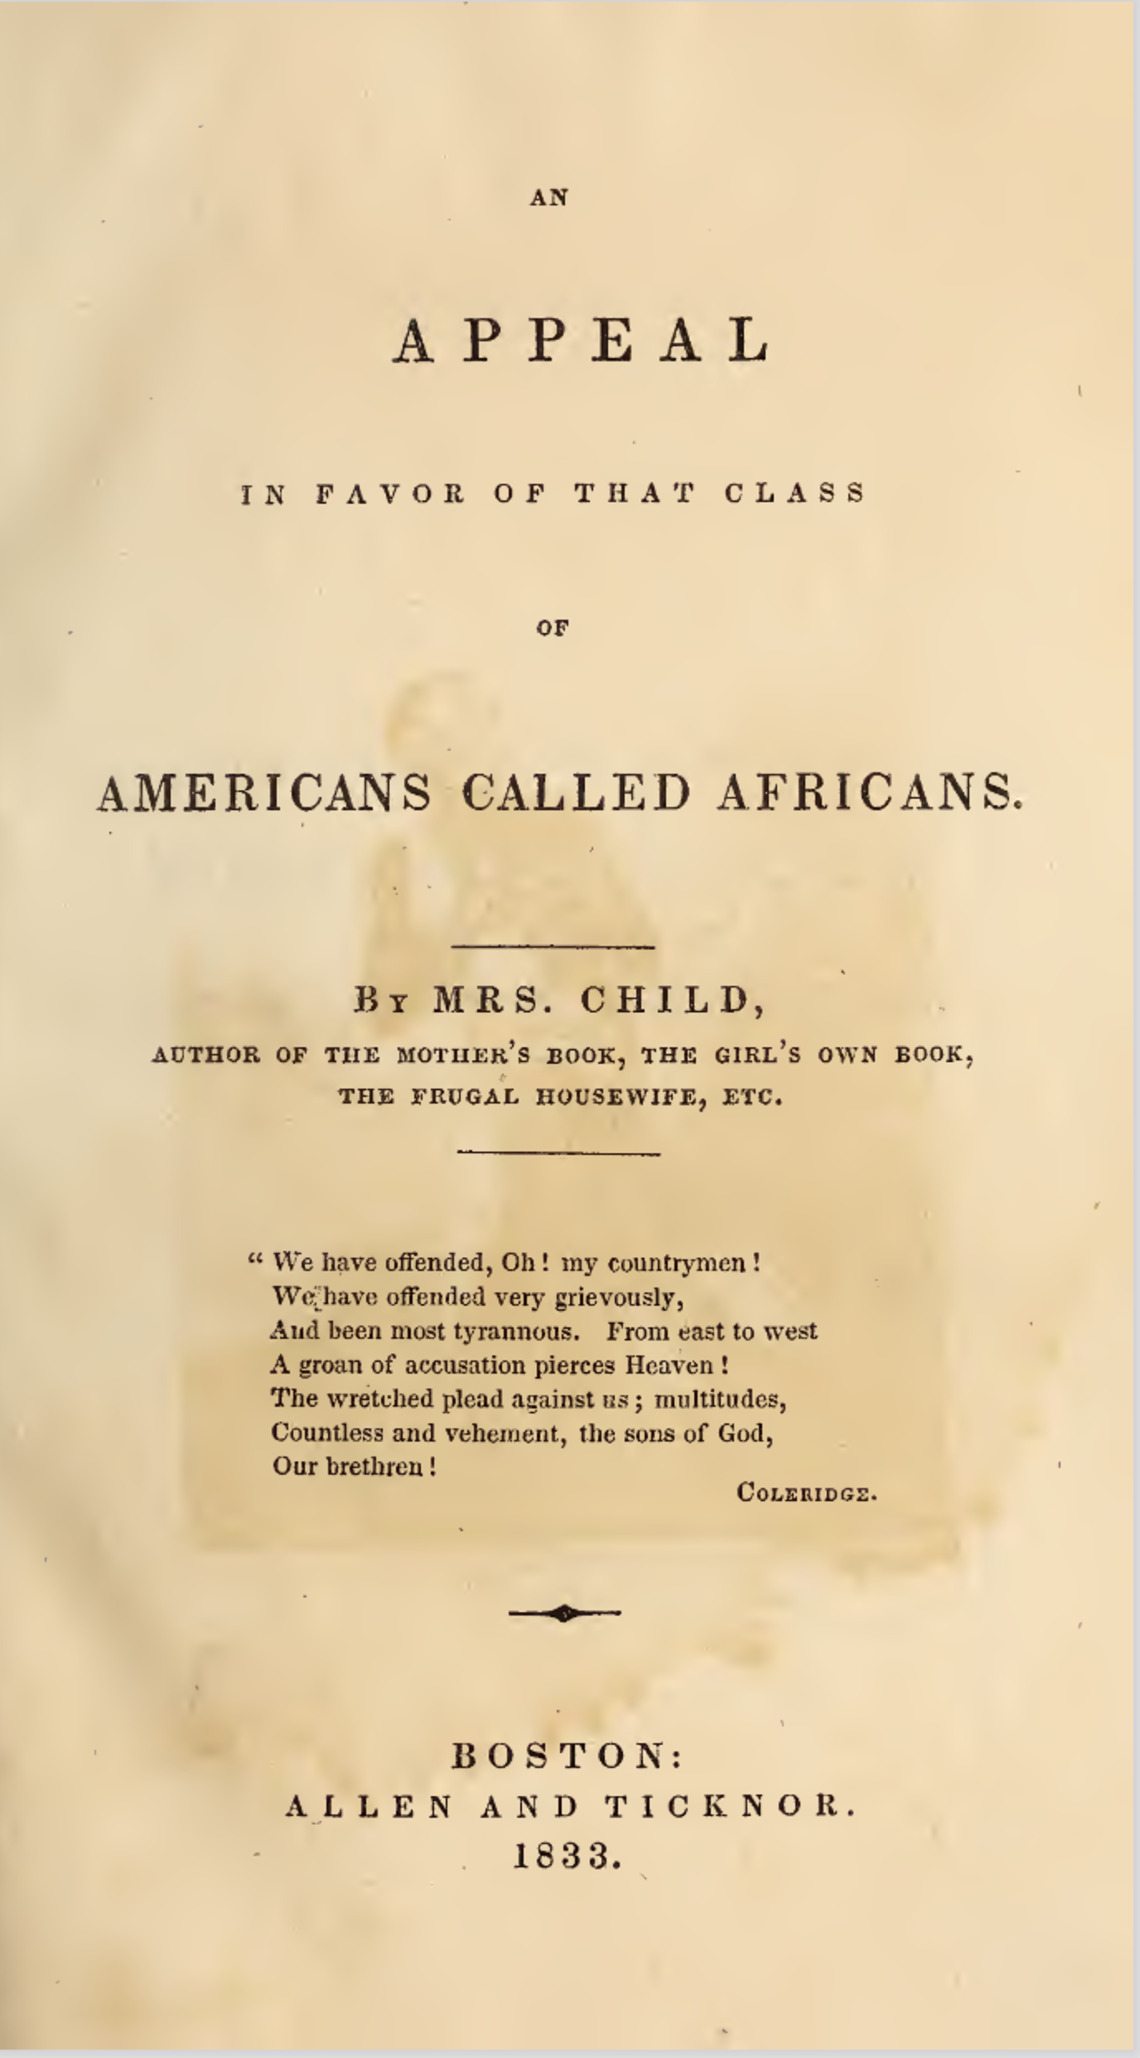 AN
APPEAL
IN FAVOR OF THAT CLASS
OF
AMERICANS CALLED AFRICANS.
BY MRS. CHILD,
AUTHOR OF THE MOTHER'S BOOK, THE GIRL'S OWN BOOK,
THE FRUGAL HOUSEWIFE, ETC.
“ We have offended, Oh! my countrymen!
We have offended very grievously,
And been most tyrannous. From east to west
A groan of accusation pierces Heaven!
The wretched plead against us; multitudes,
Countless and vehement, the sons of God,
Our brethren!
COLERIDGE.
BOSTON:
ALLEN AND TICKNOR.
1833.